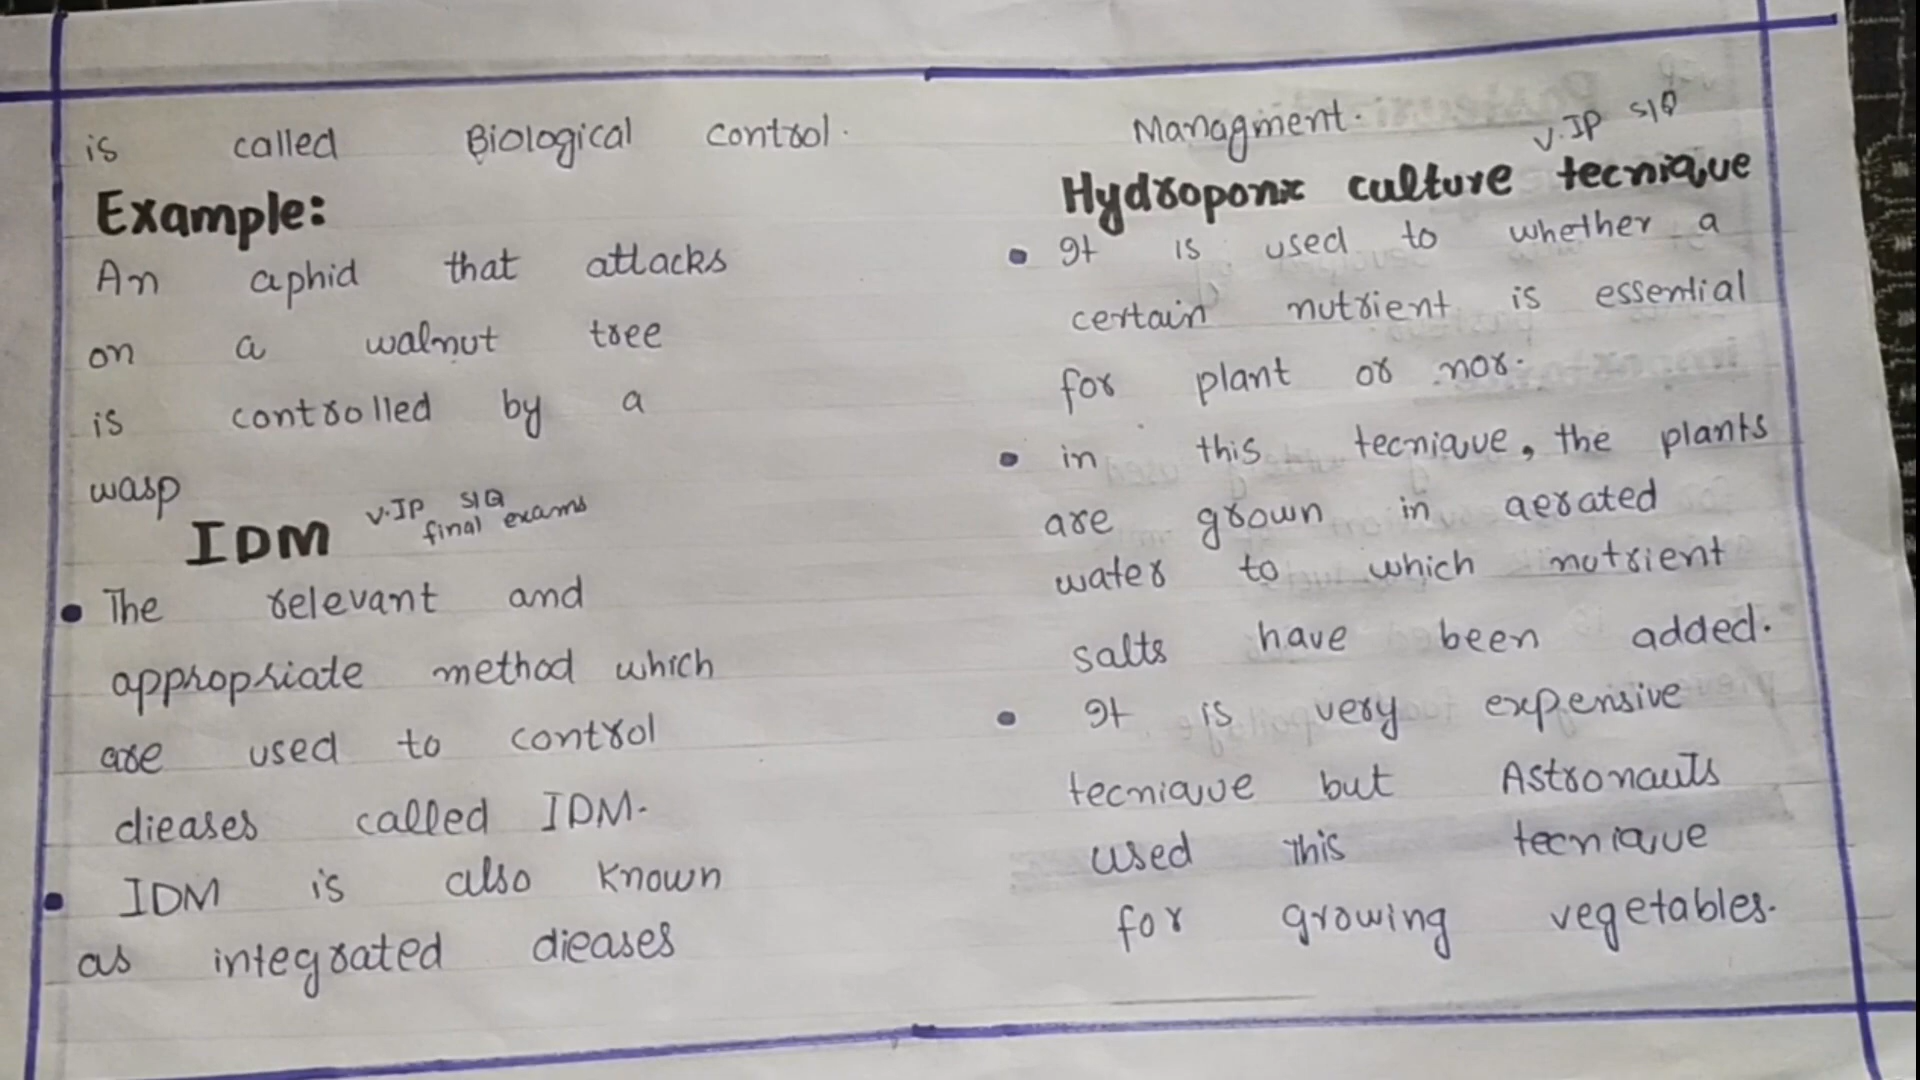 is called Biological control.
Example:
An aphid that attacks
on a walnut tree
is controlled by a
wasp
IDM v.IP S/Q
final exams
• The relevant and
appropriate method which
are used to control
dieases called IDM.
• IDM is also known
as integrated dieases
Managment.
v.IP S/Q
Hydroponic culture tecnique
• It is used to whether a
certain nutrient is essential
for plant or nor.
• in this tecnique, the plants
are grown in aerated
water to which nutrient
salts have been added.
• It is very expensive
tecnique but Astronauts
used this tecnique
for growing vegetables.